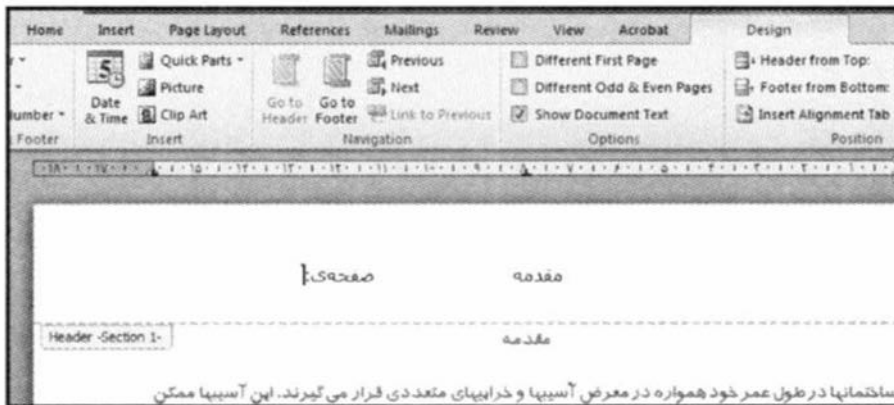 Home Insert Page Layout References Mailings Review View Acrobat Design
Quick Parts Previous Different First Page Header from Top:
Picture Next Different Odd & Even Pages Footer from Bottom:
Date & Time Clip Art Go to Header Go to Footer Link to Previous Show Document Text Insert Alignment Tab
Footer Insert Navigation Options Position
مقدمه صفحه‌ی:
Header -Section 1-
مقدمه
ساختمانها در طول عمر خود همواره در معرض آسیبها و خرابیهای متعددی قرار می گیرند. این آسیبها ممکن